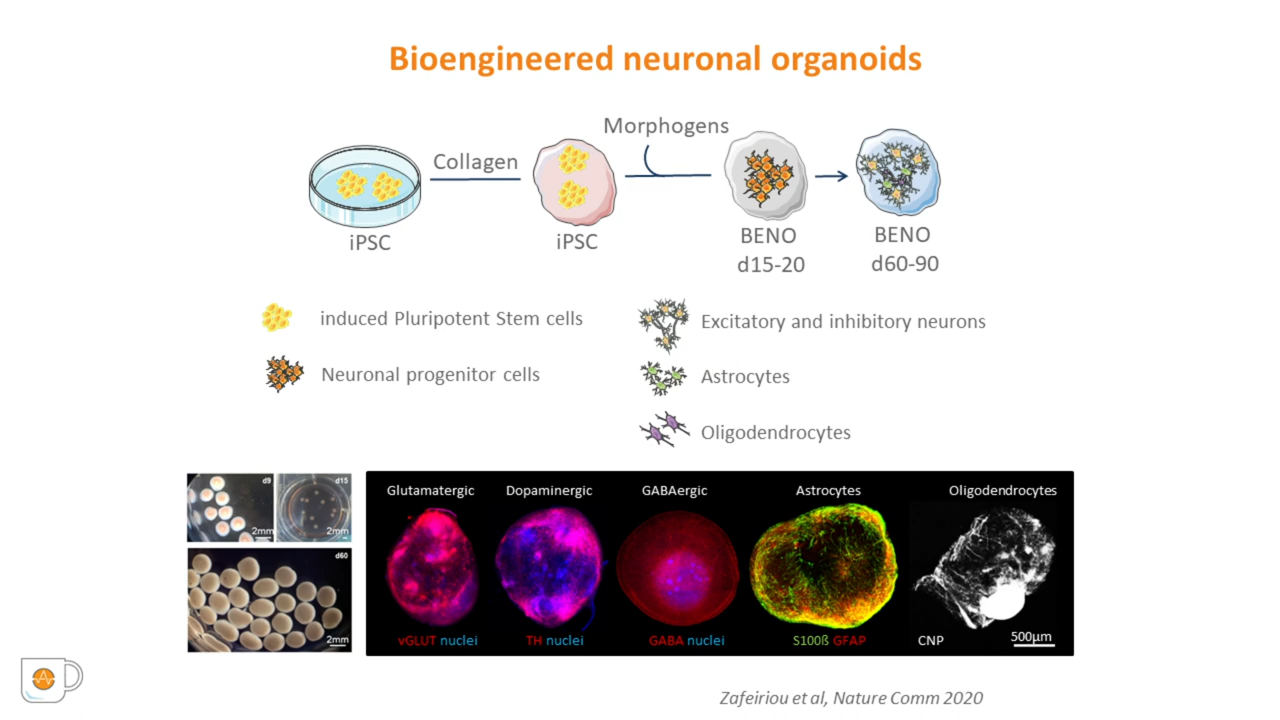 Bioengineered neuronal organoids
Morphogens
Collagen
iPSC
iPSC
BENO
d15-20
BENO
d60-90
induced Pluripotent Stem cells
Neuronal progenitor cells
Excitatory and inhibitory neurons
Astrocytes
Oligodendrocytes
d9
2mm
d15
2mm
d60
2mm
Glutamatergic
Dopaminergic
GABAergic
Astrocytes
Oligodendrocytes
vGLUT nuclei
TH nuclei
GABA nuclei
S100ß GFAP
CNP
500µm
Zafeiriou et al, Nature Comm 2020